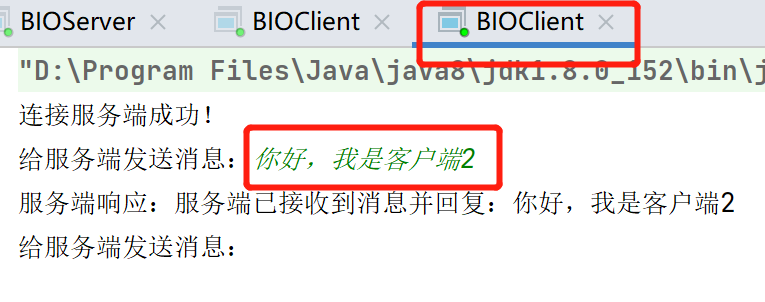 BIOServer × BIOClient × BIOClient ×
"D:\Program Files\Java\java8\jdk1.8.0_152\bin\j
连接服务端成功！
给服务端发送消息：你好，我是客户端2
服务端响应：服务端已接收到消息并回复：你好，我是客户端2
给服务端发送消息：